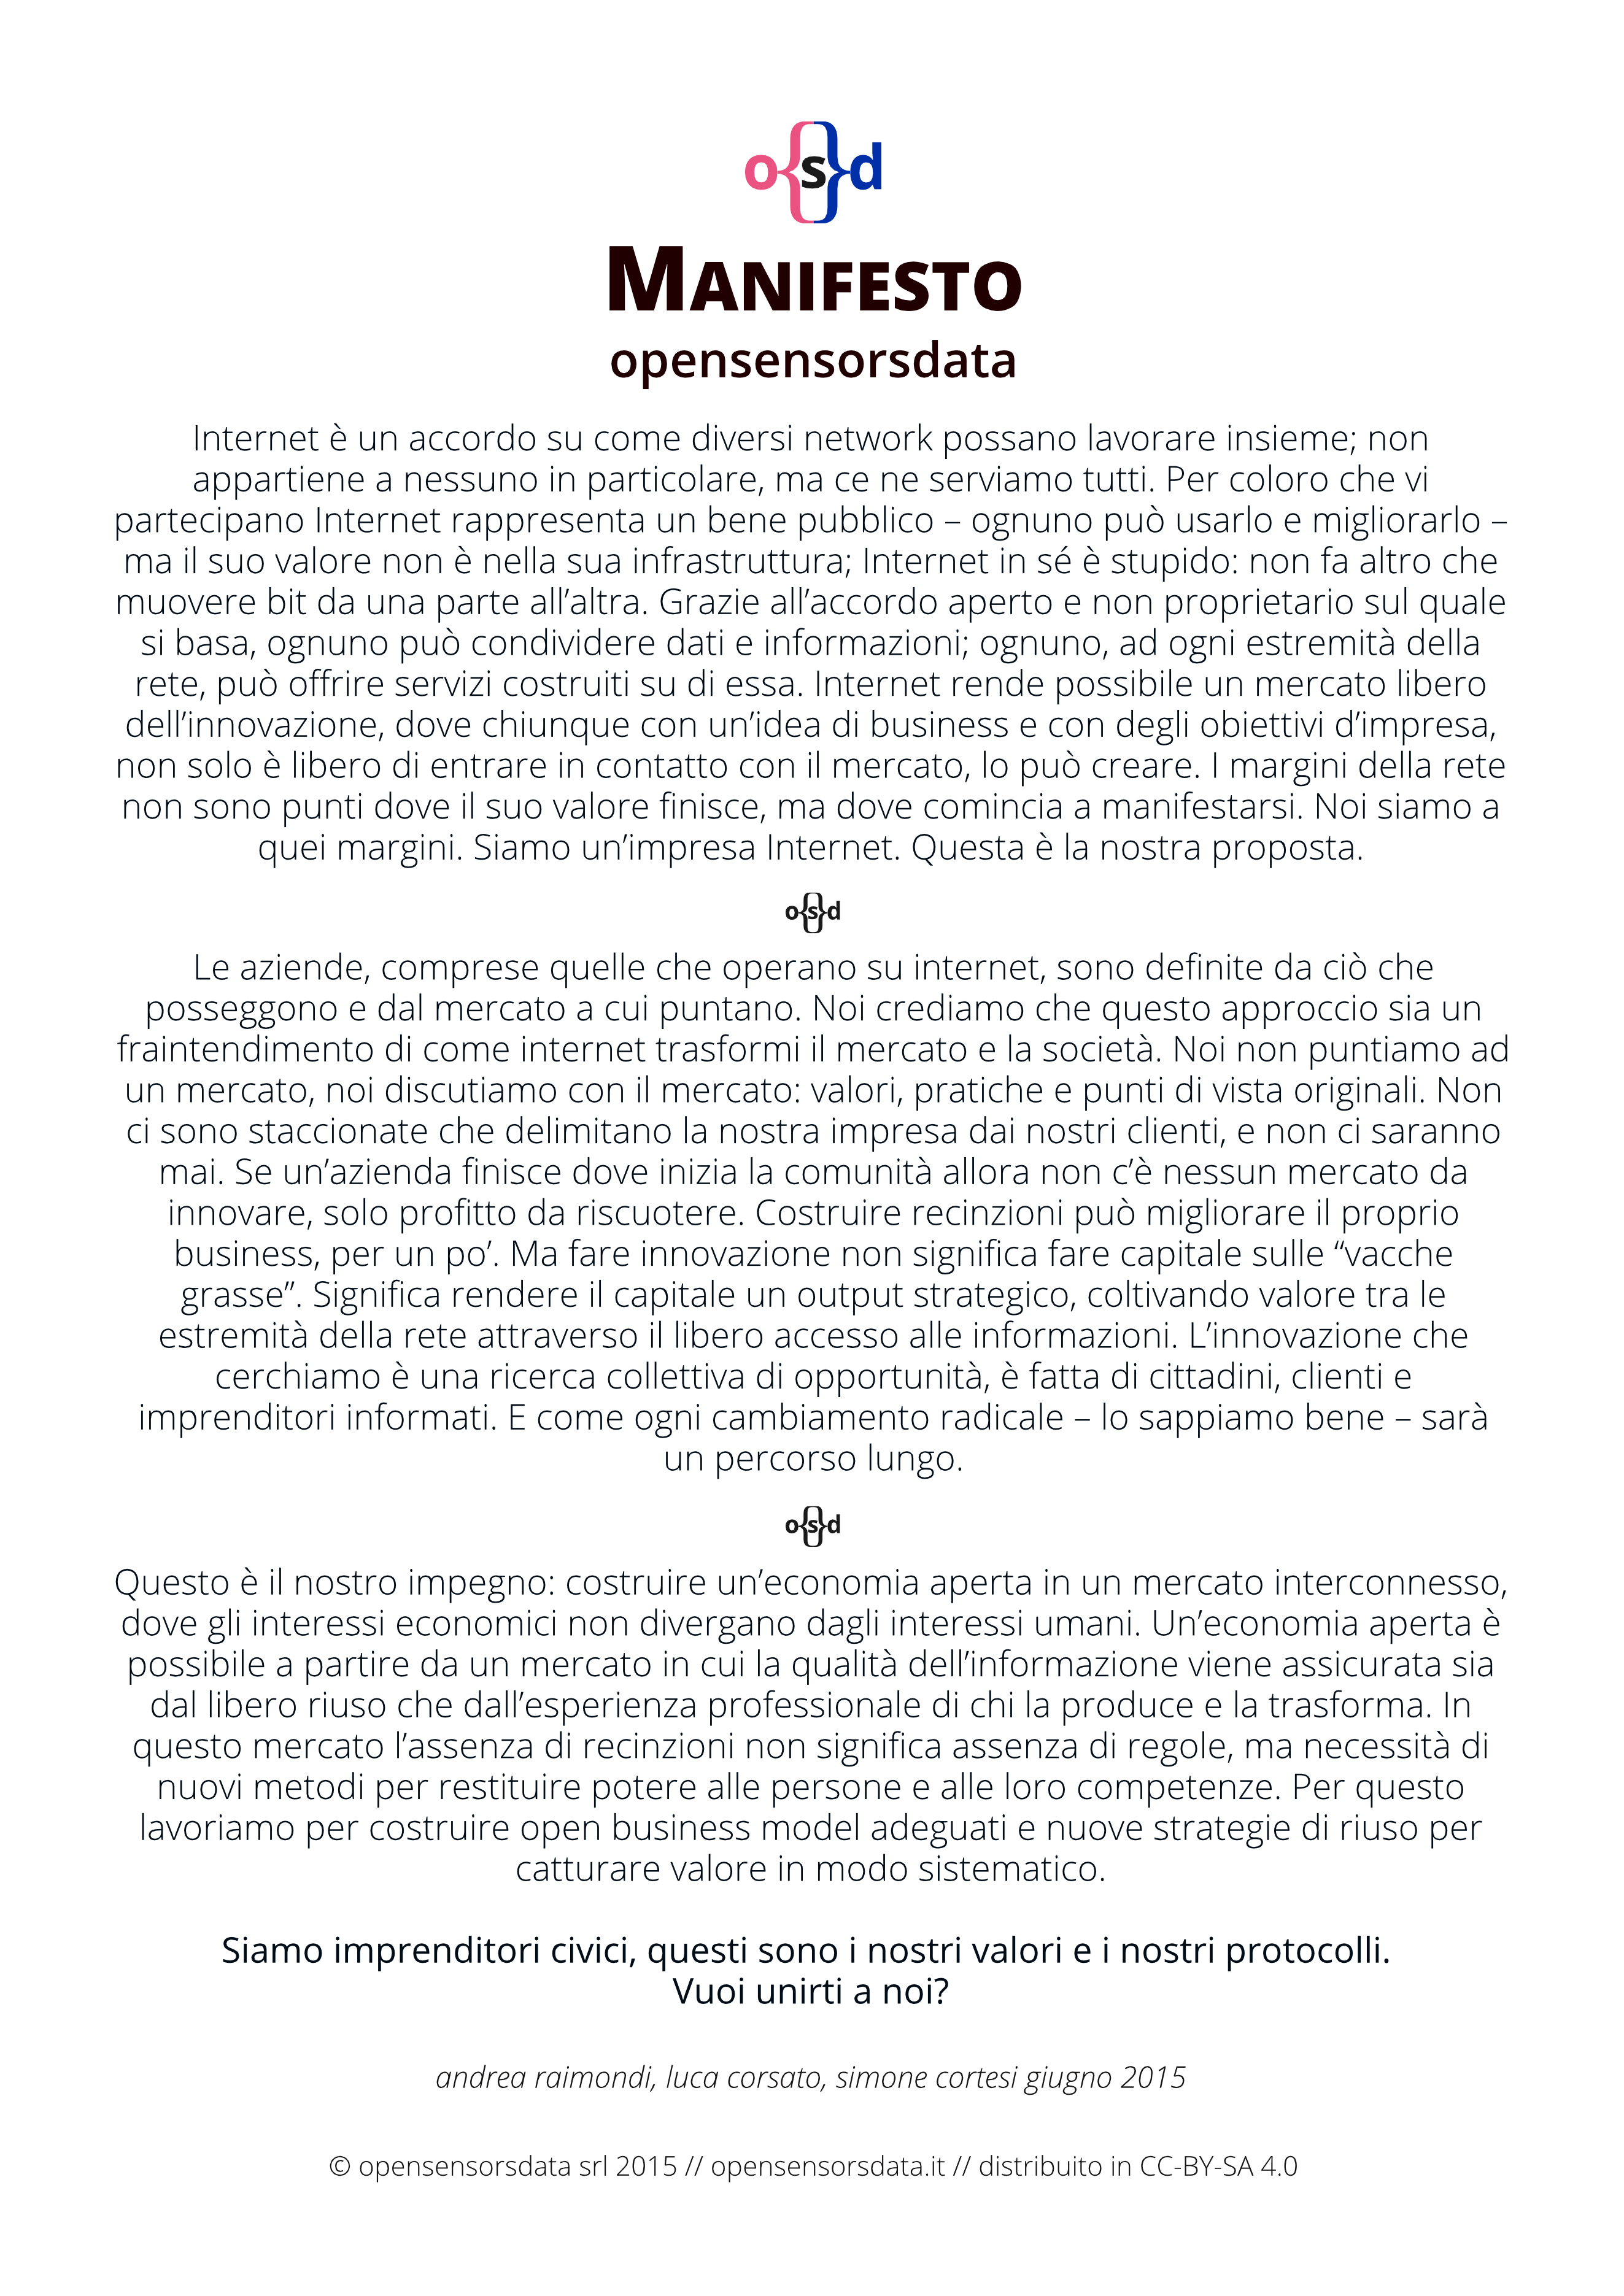 o{s}d
MANIFESTO
opensensorsdata
Internet è un accordo su come diversi network possano lavorare insieme; non
appartiene a nessuno in particolare, ma ce ne serviamo tutti. Per coloro che vi
partecipano Internet rappresenta un bene pubblico – ognuno può usarlo e migliorarlo –
ma il suo valore non è nella sua infrastruttura; Internet in sé è stupido: non fa altro che
muovere bit da una parte all’altra. Grazie all’accordo aperto e non proprietario sul quale
si basa, ognuno può condividere dati e informazioni; ognuno, ad ogni estremità della
rete, può offrire servizi costruiti su di essa. Internet rende possibile un mercato libero
dell’innovazione, dove chiunque con un’idea di business e con degli obiettivi d’impresa,
non solo è libero di entrare in contatto con il mercato, lo può creare. I margini della rete
non sono punti dove il suo valore finisce, ma dove comincia a manifestarsi. Noi siamo a
quei margini. Siamo un’impresa Internet. Questa è la nostra proposta.
o{s}d
Le aziende, comprese quelle che operano su internet, sono definite da ciò che
posseggono e dal mercato a cui puntano. Noi crediamo che questo approccio sia un
fraintendimento di come internet trasformi il mercato e la società. Noi non puntiamo ad
un mercato, noi discutiamo con il mercato: valori, pratiche e punti di vista originali. Non
ci sono staccionate che delimitano la nostra impresa dai nostri clienti, e non ci saranno
mai. Se un’azienda finisce dove inizia la comunità allora non c’è nessun mercato da
innovare, solo profitto da riscuotere. Costruire recinzioni può migliorare il proprio
business, per un po’. Ma fare innovazione non significa fare capitale sulle “vacche
grasse”. Significa rendere il capitale un output strategico, coltivando valore tra le
estremità della rete attraverso il libero accesso alle informazioni. L’innovazione che
cerchiamo è una ricerca collettiva di opportunità, è fatta di cittadini, clienti e
imprenditori informati. E come ogni cambiamento radicale – lo sappiamo bene – sarà
un percorso lungo.
o{s}d
Questo è il nostro impegno: costruire un’economia aperta in un mercato interconnesso,
dove gli interessi economici non divergano dagli interessi umani. Un’economia aperta è
possibile a partire da un mercato in cui la qualità dell’informazione viene assicurata sia
dal libero riuso che dall’esperienza professionale di chi la produce e la trasforma. In
questo mercato l’assenza di recinzioni non significa assenza di regole, ma necessità di
nuovi metodi per restituire potere alle persone e alle loro competenze. Per questo
lavoriamo per costruire open business model adeguati e nuove strategie di riuso per
catturare valore in modo sistematico.
Siamo imprenditori civici, questi sono i nostri valori e i nostri protocolli.
Vuoi unirti a noi?
andrea raimondi, luca corsato, simone cortesi giugno 2015
© opensensorsdata srl 2015 // opensensorsdata.it // distribuito in CC-BY-SA 4.0